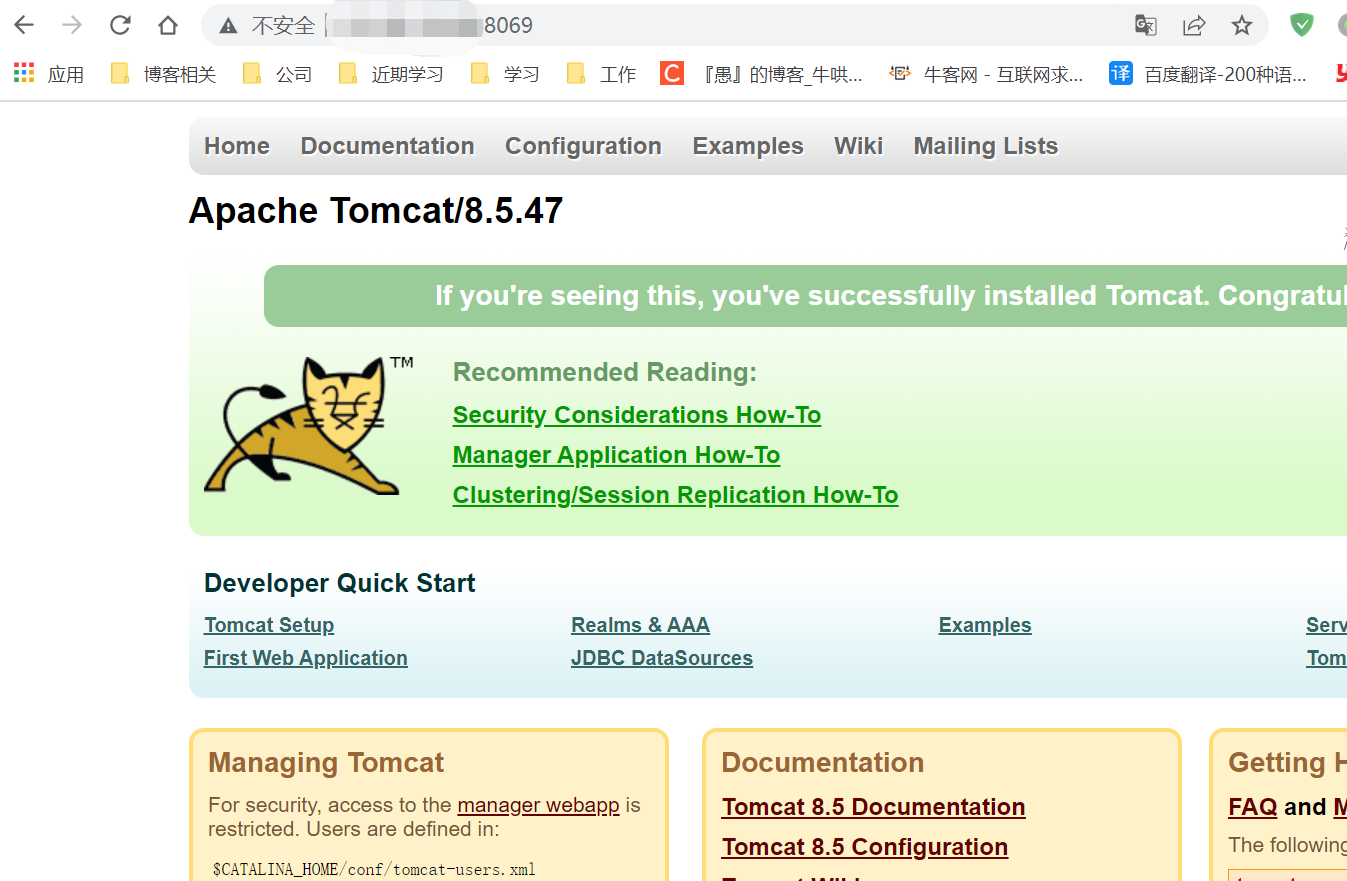 不安全 8069
应用 博客相关 公司 近期学习 学习 工作 C 『愚』的博客_牛哄... 牛客网 - 互联网求... 译 百度翻译-200种语...
Home Documentation Configuration Examples Wiki Mailing Lists
Apache Tomcat/8.5.47
If you're seeing this, you've successfully installed Tomcat. Congratul
TM
Recommended Reading:
Security Considerations How-To
Manager Application How-To
Clustering/Session Replication How-To
Developer Quick Start
Tomcat Setup Realms & AAA Examples Serv
First Web Application JDBC DataSources Tom
Managing Tomcat
For security, access to the manager webapp is
restricted. Users are defined in:
$CATALINA_HOME/conf/tomcat-users.xml
Documentation
Tomcat 8.5 Documentation
Tomcat 8.5 Configuration
Getting H
FAQ and M
The following